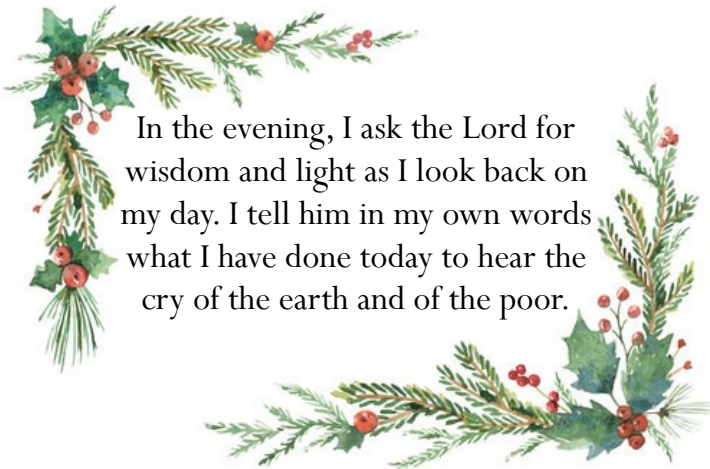 In the evening, I ask the Lord for
wisdom and light as I look back on
my day. I tell him in my own words
what I have done today to hear the
cry of the earth and of the poor.